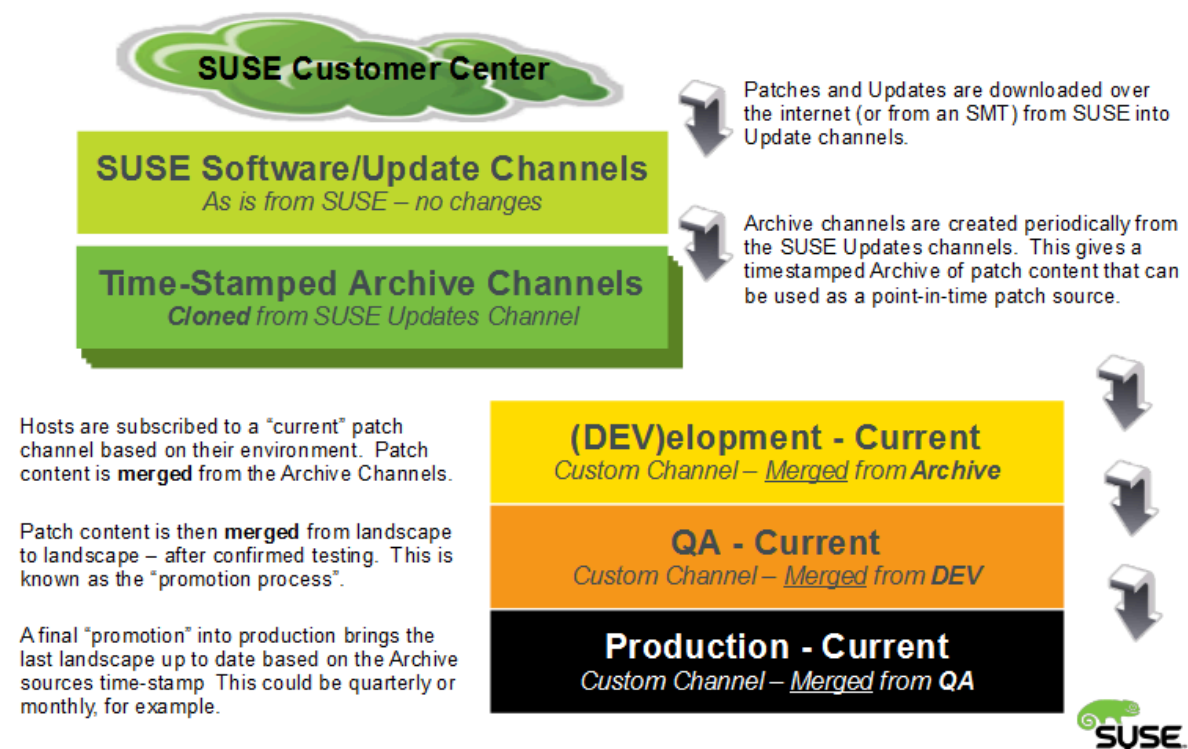 SUSE Customer Center
Patches and Updates are downloaded over
the internet (or from an SMT) from SUSE into
Update channels.
SUSE Software/Update Channels
As is from SUSE – no changes
Archive channels are created periodically from
the SUSE Updates channels. This gives a
timestamped Archive of patch content that can
be used as a point-in-time patch source.
Time-Stamped Archive Channels
Cloned from SUSE Updates Channel
Hosts are subscribed to a “current” patch
channel based on their environment. Patch
content is merged from the Archive Channels.
(DEV)elopment - Current
Custom Channel – Merged from Archive
Patch content is then merged from landscape
to landscape – after confirmed testing. This is
known as the “promotion process”.
QA - Current
Custom Channel – Merged from DEV
A final “promotion” into production brings the
last landscape up to date based on the Archive
sources time-stamp This could be quarterly or
monthly, for example.
Production - Current
Custom Channel – Merged from QA
SUSE